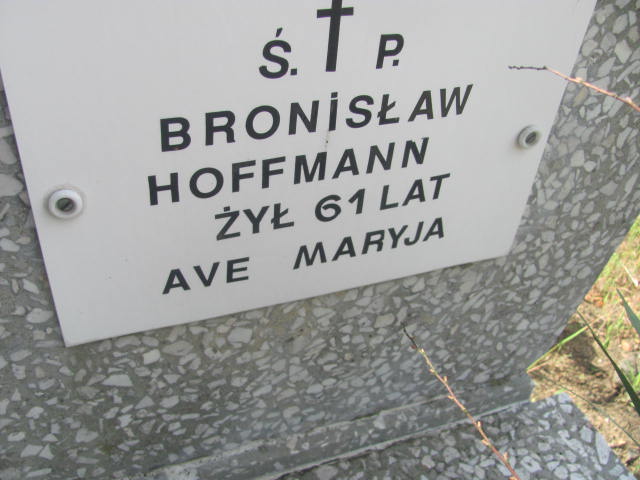 Ś. P.
BRONISŁAW
HOFFMANN
ŻYŁ 61 LAT
AVE MARYJA